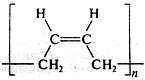 H H
C=C
CH₂ CH₂
n